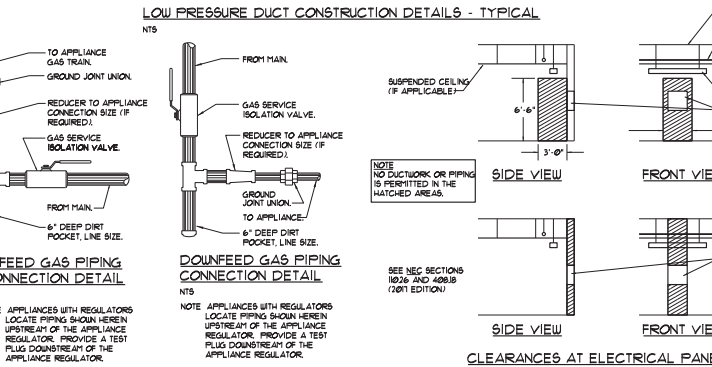 LOW PRESSURE DUCT CONSTRUCTION DETAILS - TYPICAL
NTS
TO APPLIANCE
GAS TRAIN.
GROUND JOINT UNION.
REDUCER TO APPLIANCE
CONNECTION SIZE (IF
REQUIRED).
GAS SERVICE
ISOLATION VALVE.
FROM MAIN.
6" DEEP DIRT
POCKET, LINE SIZE.
FEED GAS PIPING
NNECTION DETAIL
APPLIANCES WITH REGULATORS
LOCATE PIPING SHOWN HEREIN
UPSTREAM OF THE APPLIANCE
REGULATOR. PROVIDE A TEST
PLUG DOWNSTREAM OF THE
APPLIANCE REGULATOR.
FROM MAIN.
GAS SERVICE
ISOLATION VALVE.
REDUCER TO APPLIANCE
CONNECTION SIZE (IF
REQUIRED).
GROUND
JOINT UNION.
TO APPLIANCE.
6" DEEP DIRT
POCKET, LINE SIZE.
DOWNFEED GAS PIPING
CONNECTION DETAIL
NTS
NOTE APPLIANCES WITH REGULATORS
LOCATE PIPING SHOWN HEREIN
UPSTREAM OF THE APPLIANCE
REGULATOR. PROVIDE A TEST
PLUG DOWNSTREAM OF THE
APPLIANCE REGULATOR.
SUSPENDED CEILING
(IF APPLICABLE)
6'-6"
3'-0"
NOTE
NO DUCTWORK OR PIPING
IS PERMITTED IN THE
HATCHED AREAS.
SIDE VIEW
FRONT VIE
SEE NEC SECTIONS
110.26 AND 408.18
(2017 EDITION)
SIDE VIEW
FRONT VI
CLEARANCES AT ELECTRICAL PANE